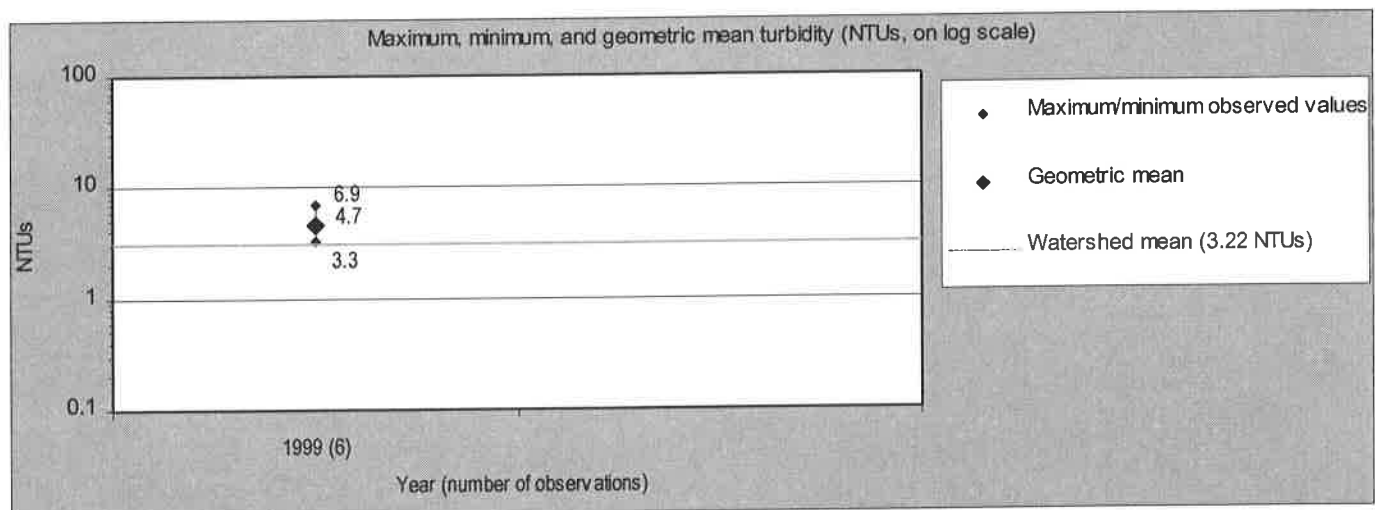 Maximum, minimum, and geometric mean turbidity (NTUs, on log scale)
100
10
1
0.1
NTUs
6.9
4.7
3.3
1999 (6)
Year (number of observations)
Maximum/minimum observed values
Geometric mean
Watershed mean (3.22 NTUs)